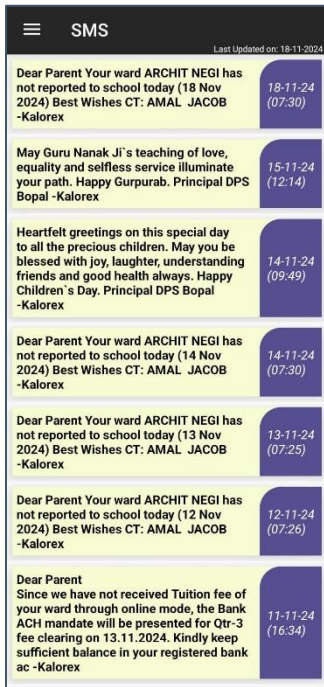 SMS
Last Updated on: 18-11-2024
Dear Parent Your ward ARCHIT NEGI has
not reported to school today (18 Nov
2024) Best Wishes CT: AMAL  JACOB
-Kalorex
18-11-24
(07:30)
May Guru Nanak Ji`s teaching of love,
equality and selfless service illuminate
your path. Happy Gurpurab. Principal DPS
Bopal -Kalorex
15-11-24
(12:14)
Heartfelt greetings on this special day
to all the precious children. May you be
blessed with joy, laughter, understanding
friends and good health always. Happy
Children`s Day. Principal DPS Bopal
-Kalorex
14-11-24
(09:49)
Dear Parent Your ward ARCHIT NEGI has
not reported to school today (14 Nov
2024) Best Wishes CT: AMAL  JACOB
-Kalorex
14-11-24
(07:30)
Dear Parent Your ward ARCHIT NEGI has
not reported to school today (13 Nov
2024) Best Wishes CT: AMAL  JACOB
-Kalorex
13-11-24
(07:25)
Dear Parent Your ward ARCHIT NEGI has
not reported to school today (12 Nov
2024) Best Wishes CT: AMAL  JACOB
-Kalorex
12-11-24
(07:26)
Dear Parent
Since we have not received Tuition fee of
your ward through online mode, the Bank
ACH mandate will be presented for Qtr-3
fee clearing on 13.11.2024. Kindly keep
sufficient balance in your registered bank
ac -Kalorex
11-11-24
(16:34)